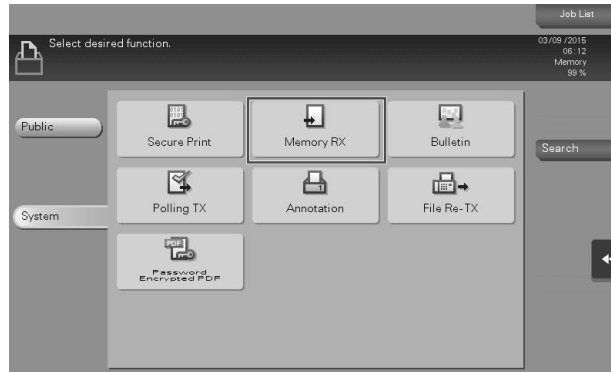 Job List
Select desired function.
03/09 /2015
06:12
Memory
99 %
Public
Secure Print
Memory RX
Bulletin
Search
Polling TX
Annotation
File Re-TX
System
PDF
Password
Encrypted PDF